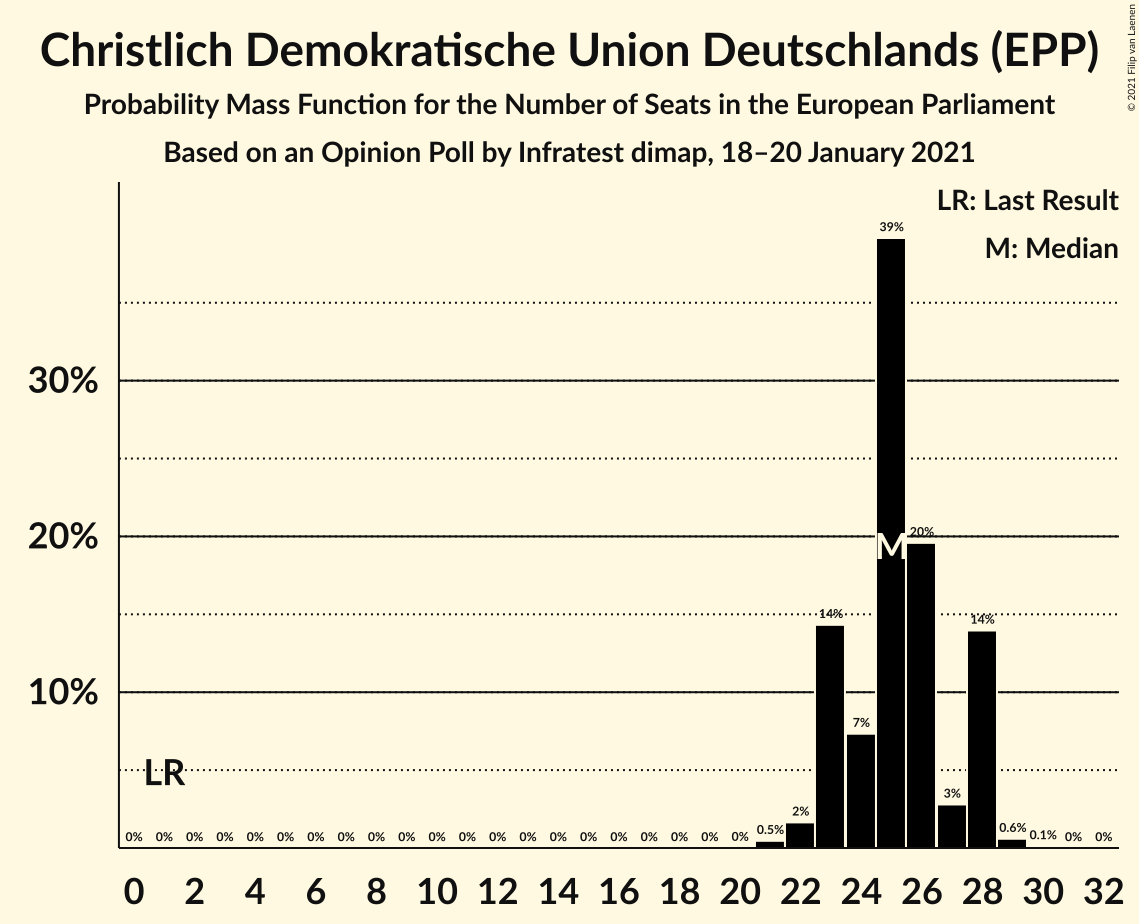 Christlich Demokratische Union Deutschlands (EPP)
Probability Mass Function for the Number of Seats in the European Parliament
Based on an Opinion Poll by Infratest dimap, 18–20 January 2021
© 2021 Filip van Laenen
LR: Last Result
M: Median
39%
30%
20%
M 20%
14% 14%
10%
7%
LR
3%
2%
0% 0% 0% 0% 0% 0% 0% 0% 0% 0% 0% 0% 0% 0% 0% 0% 0% 0% 0% 0% 0% 0.5% 0.6% 0.1% 0% 0%
0 2 4 6 8 10 12 14 16 18 20 22 24 26 28 30 32